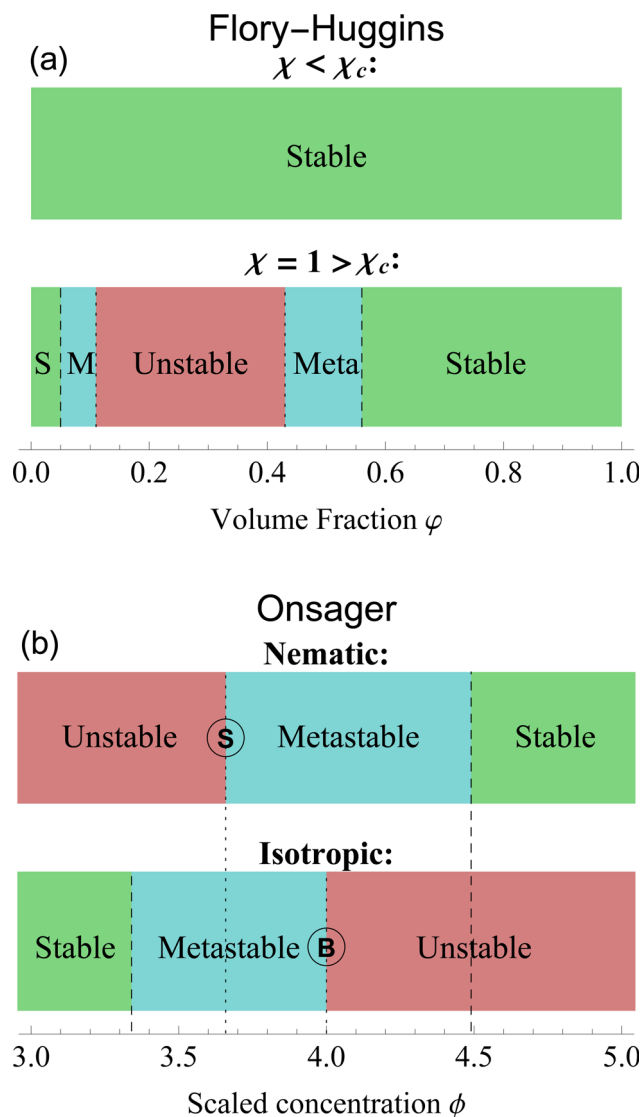 Flory–Huggins
(a)
χ < χc:
Stable
χ = 1 > χc:
S M Unstable Meta Stable
0.0 0.2 0.4 0.6 0.8 1.0
Volume Fraction φ
Onsager
(b)
Nematic:
Unstable S Metastable Stable
Isotropic:
Stable Metastable B Unstable
3.0 3.5 4.0 4.5 5.0
Scaled concentration ϕ